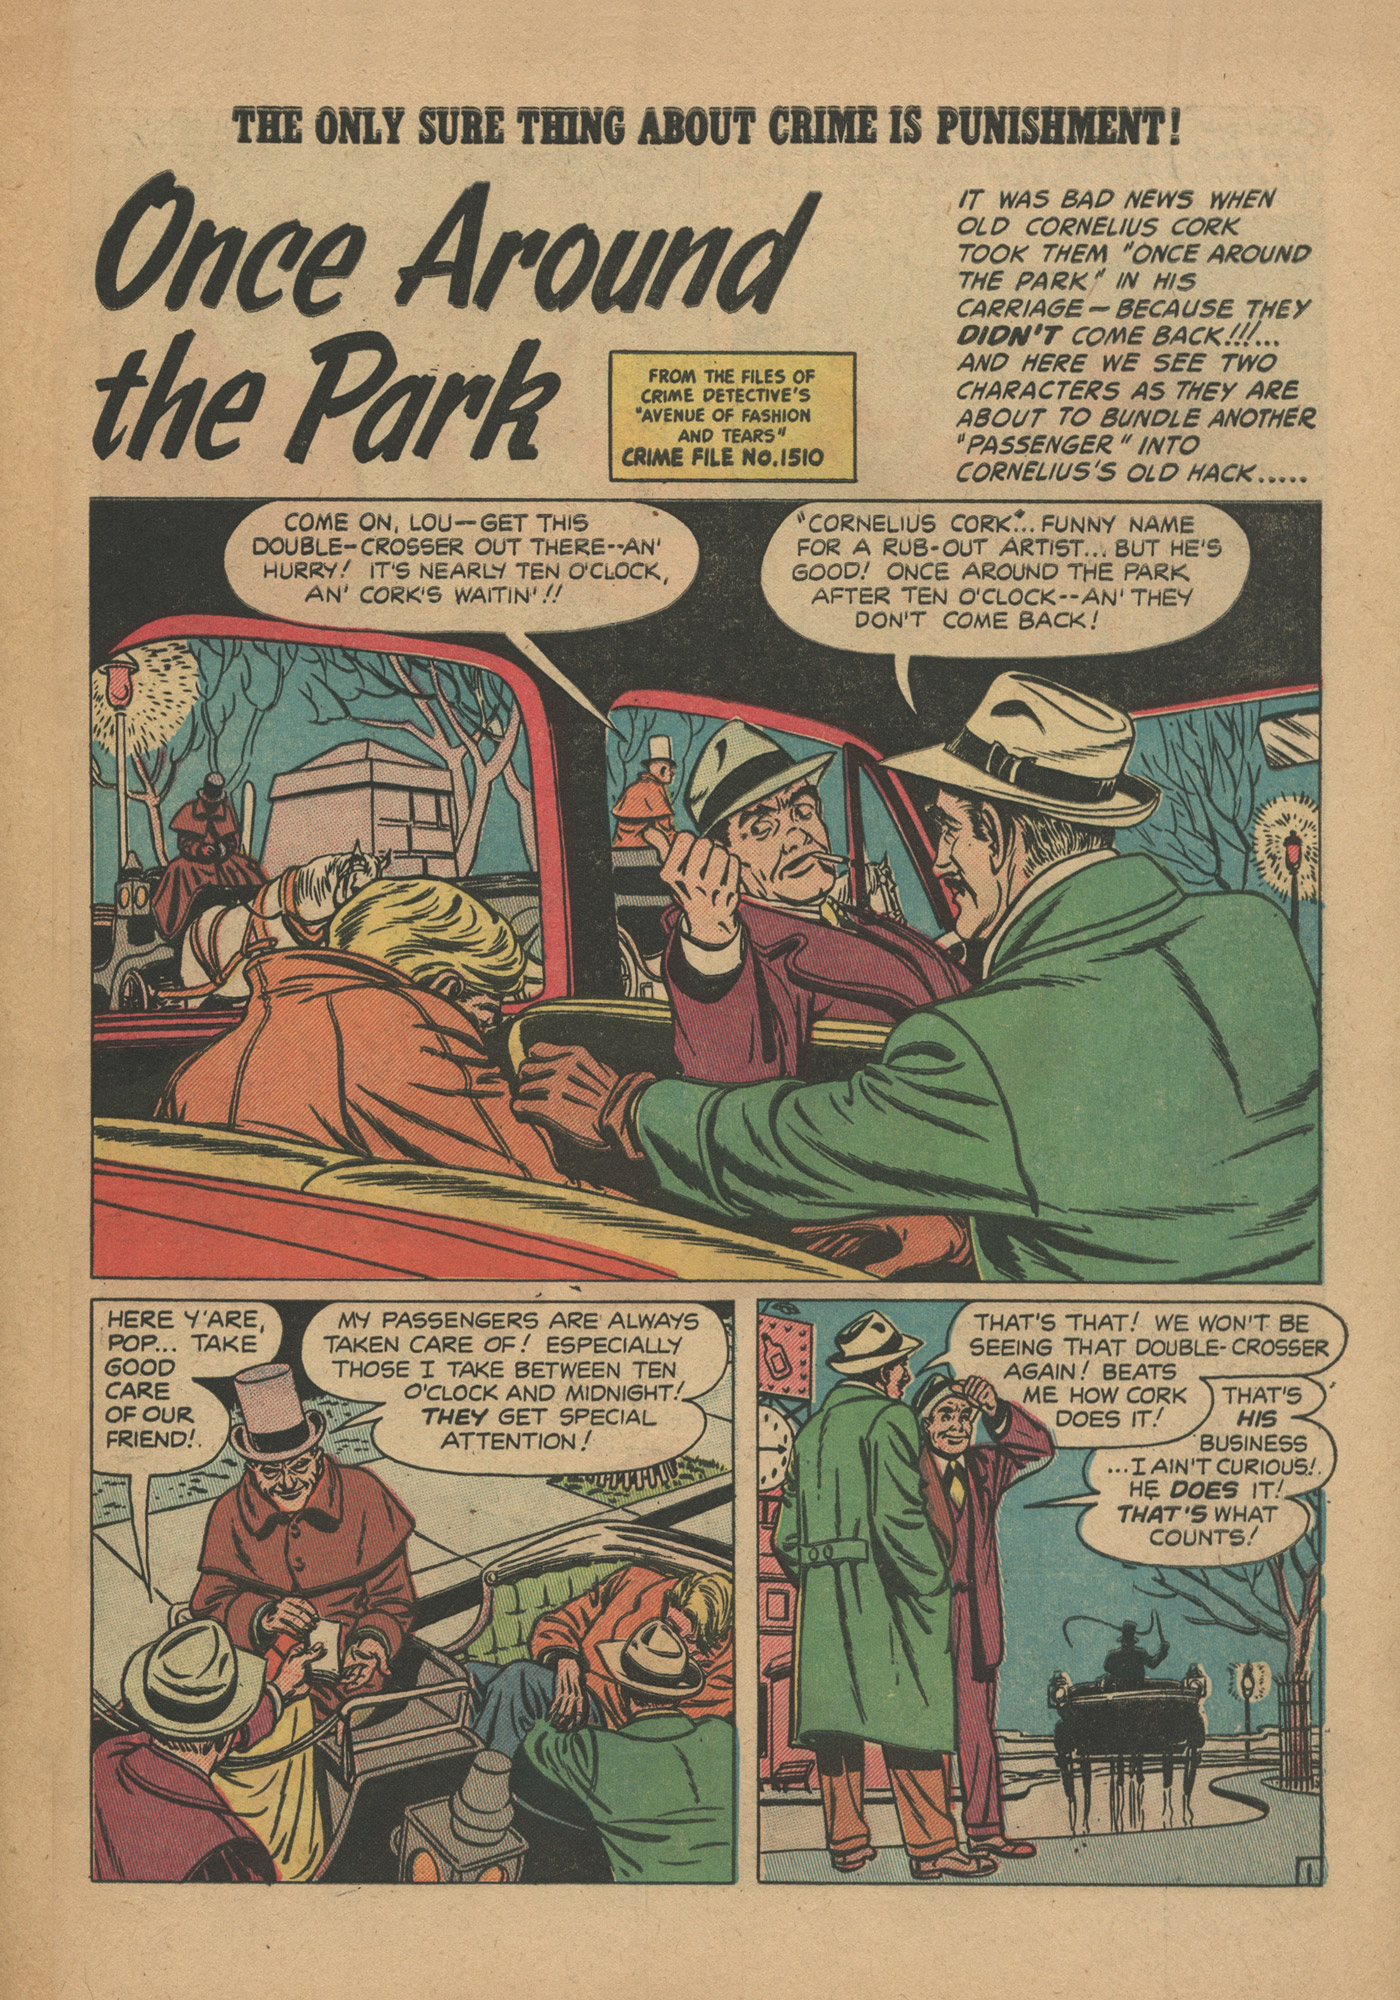 THE ONLY SURE THING ABOUT CRIME IS PUNISHMENT!
Once Around
the Park
FROM THE FILES OF
CRIME DETECTIVE'S
"AVENUE OF FASHION
AND TEARS"
CRIME FILE NO. 1510
IT WAS BAD NEWS WHEN
OLD CORNELIUS CORK
TOOK THEM "ONCE AROUND
THE PARK" IN HIS
CARRIAGE—BECAUSE THEY
DIDN'T COME BACK!!!...
AND HERE WE SEE TWO
CHARACTERS AS THEY ARE
ABOUT TO BUNDLE ANOTHER
"PASSENGER" INTO
CORNELIUS'S OLD HACK.....
COME ON, LOU—GET THIS
DOUBLE-CROSSER OUT THERE--AN'
HURRY! IT'S NEARLY TEN O'CLOCK,
AN' CORK'S WAITIN'!!
"CORNELIUS CORK"... FUNNY NAME
FOR A RUB-OUT ARTIST... BUT HE'S
GOOD! ONCE AROUND THE PARK
AFTER TEN O'CLOCK--AN' THEY
DON'T COME BACK!
HERE Y'ARE,
POP... TAKE
GOOD
CARE
OF OUR
FRIEND!
MY PASSENGERS ARE ALWAYS
TAKEN CARE OF! ESPECIALLY
THOSE I TAKE BETWEEN TEN
O'CLOCK AND MIDNIGHT!
THEY GET SPECIAL
ATTENTION!
THAT'S THAT! WE WON'T BE
SEEING THAT DOUBLE-CROSSER
AGAIN! BEATS
ME HOW CORK
DOES IT!
THAT'S
HIS
BUSINESS
...I AIN'T CURIOUS!
HE DOES IT!
THAT'S WHAT
COUNTS!
1